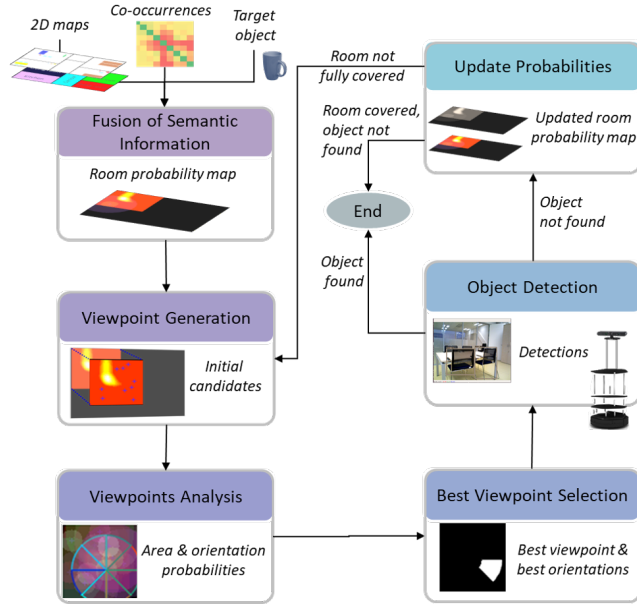 2D maps
Co-occurrences
Target
object
Fusion of Semantic
Information
Room probability map
Viewpoint Generation
Initial
candidates
Viewpoints Analysis
Area & orientation
probabilities
Best Viewpoint Selection
Best viewpoint &
best orientations
Object Detection
Detections
Object
not found
Object
found
Update Probabilities
Updated room
probability map
Room not
fully covered
Room covered,
object not
found
End